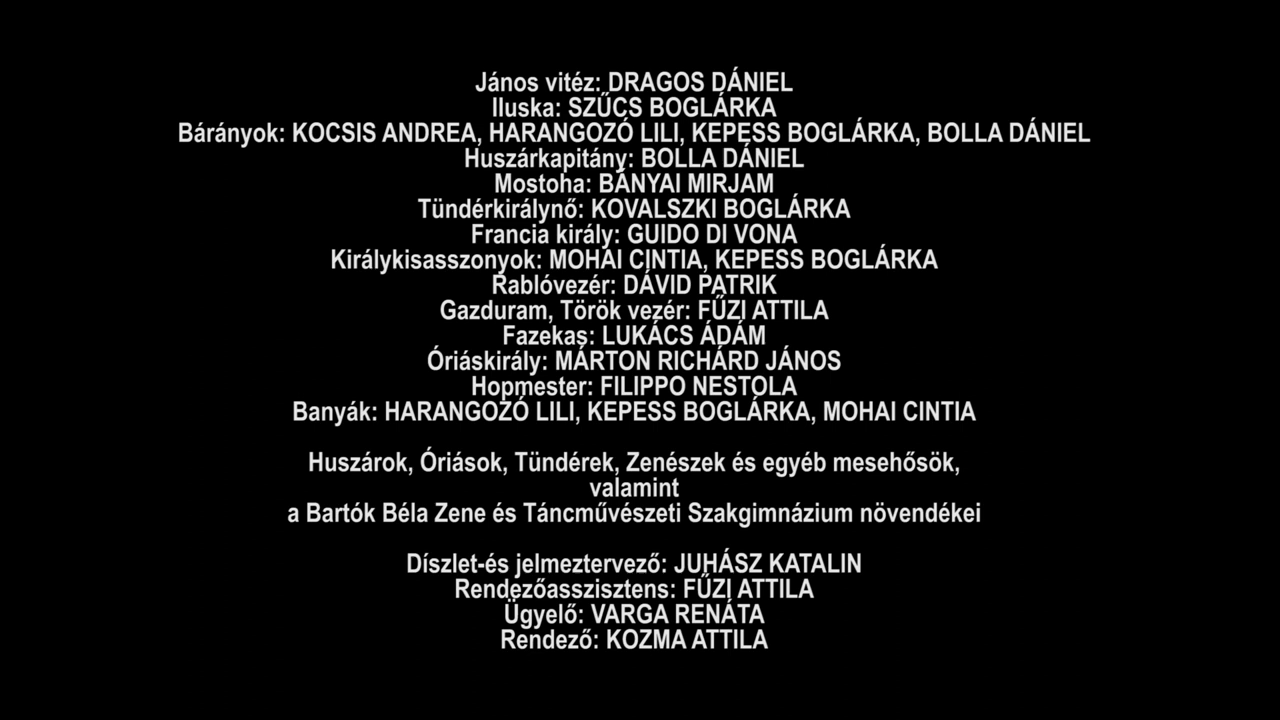 János vitéz: DRAGOS DÁNIEL
Iluska: SZŰCS BOGLÁRKA
Bárányok: KOCSIS ANDREA, HARANGOZÓ LILI, KEPESS BOGLÁRKA, BOLLA DÁNIEL
Huszárkapitány: BOLLA DÁNIEL
Mostoha: BÁNYAI MIRJAM
Tündérkirálynő: KOVALSZKI BOGLÁRKA
Francia király: GUIDO DI VONA
Királykisasszonyok: MOHAI CINTIA, KEPESS BOGLÁRKA
Rablóvezér: DÁVID PATRIK
Gazduram, Török vezér: FŰZI ATTILA
Fazekas: LUKÁCS ÁDÁM
Óriáskirály: MÁRTON RICHÁRD JÁNOS
Hopmester: FILIPPO NESTOLA
Banyák: HARANGOZÓ LILI, KEPESS BOGLÁRKA, MOHAI CINTIA
Huszárok, Óriások, Tündérek, Zenészek és egyéb mesehősök,
valamint
a Bartók Béla Zene és Táncművészeti Szakgimnázium növendékei
Díszlet-és jelmeztervező: JUHÁSZ KATALIN
Rendezőasszisztens: FŰZI ATTILA
Ügyelő: VARGA RENÁTA
Rendező: KOZMA ATTILA